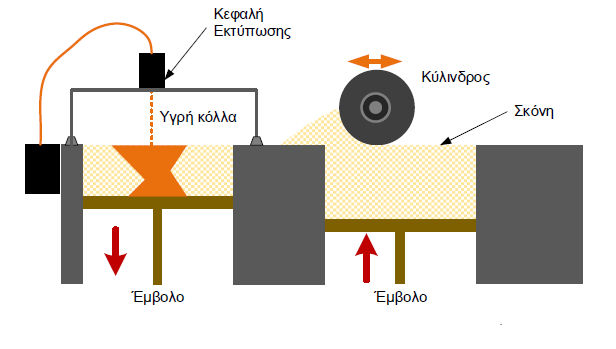 Κεφαλή
Εκτύπωσης
Κύλινδρος
Υγρή κόλλα
Σκόνη
Έμβολο
Έμβολο